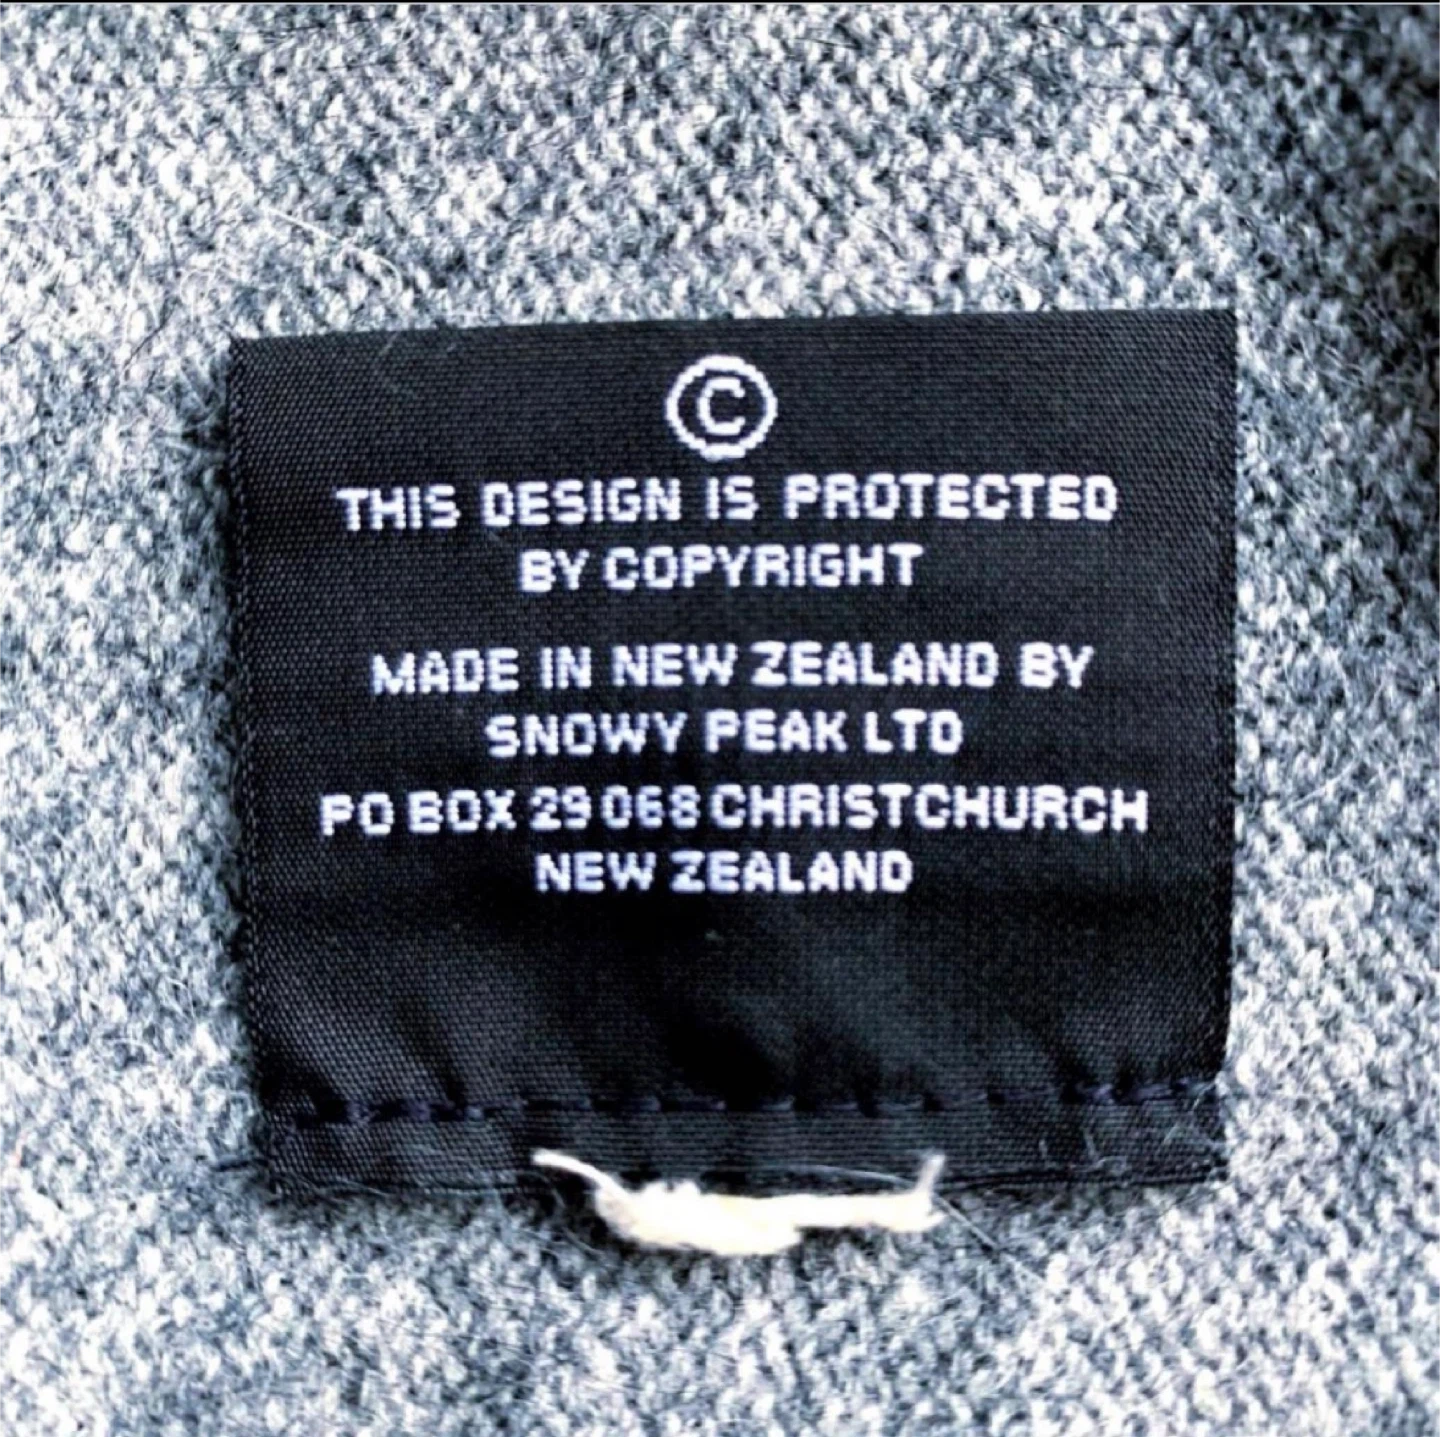 ©
THIS DESIGN IS PROTECTED
BY COPYRIGHT
MADE IN NEW ZEALAND BY
SNOWY PEAK LTD
PO BOX 29 068 CHRISTCHURCH
NEW ZEALAND